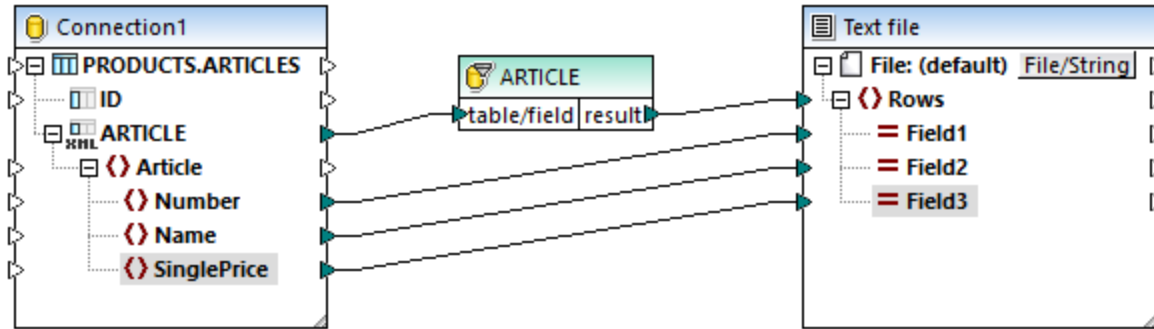 Connection1
PRODUCTS.ARTICLES
ID
ARTICLE
XML
Article
Number
Name
SinglePrice
ARTICLE
table/field result
Text file
File: (default) File/String
Rows
Field1
Field2
Field3